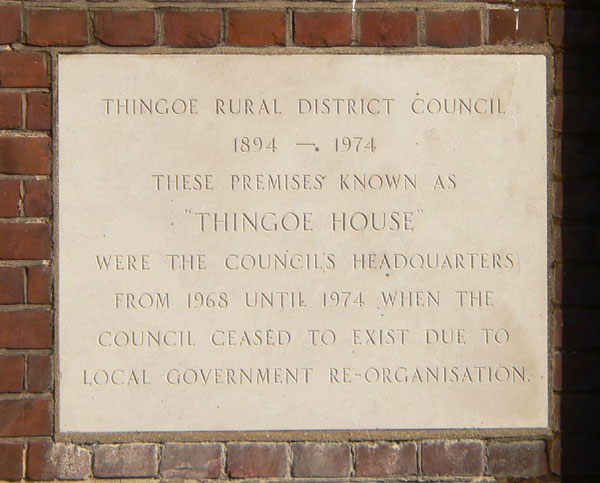 THINGOE RURAL DISTRICT COUNCIL
1894 — 1974
THESE PREMISES KNOWN AS
"THINGOE HOUSE"
WERE THE COUNCIL'S HEADQUARTERS
FROM 1968 UNTIL 1974 WHEN THE
COUNCIL CEASED TO EXIST DUE TO
LOCAL GOVERNMENT RE-ORGANISATION.